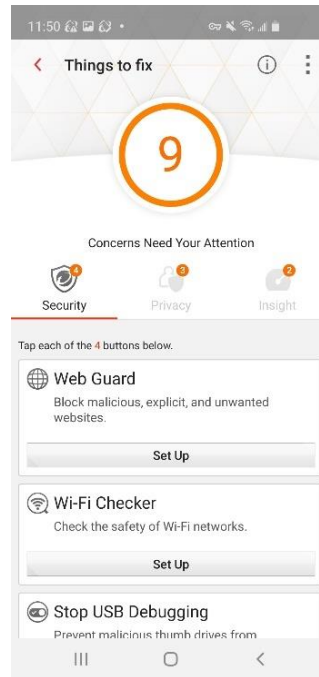 11:50
Things to fix
9
Concerns Need Your Attention
4
3
2
Security
Privacy
Insight
Tap each of the 4 buttons below.
Web Guard
Block malicious, explicit, and unwanted
websites.
Set Up
Wi-Fi Checker
Check the safety of Wi-Fi networks.
Set Up
Stop USB Debugging
Prevent malicious thumb drives from